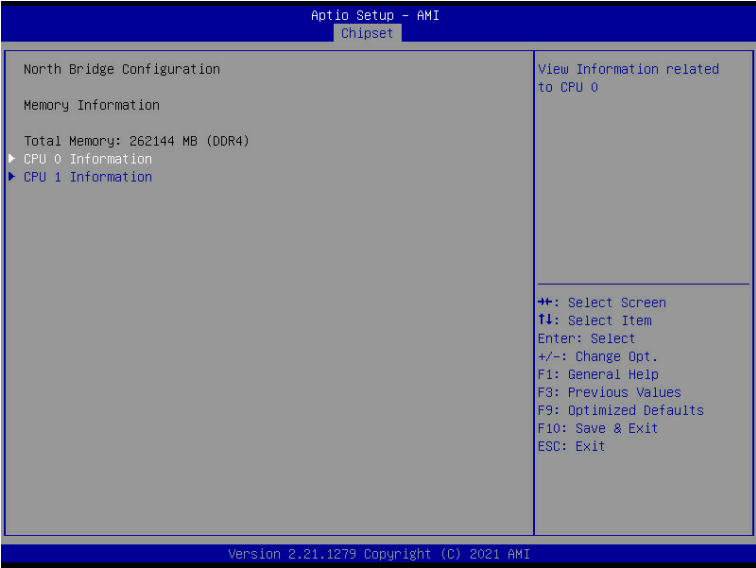 Aptio Setup – AMI
Chipset
North Bridge Configuration
Memory Information
Total Memory: 262144 MB (DDR4)
CPU 0 Information
CPU 1 Information
View Information related
to CPU 0
→←: Select Screen
↑↓: Select Item
Enter: Select
+/-: Change Opt.
F1: General Help
F3: Previous Values
F9: Optimized Defaults
F10: Save & Exit
ESC: Exit
Version 2.21.1279 Copyright (C) 2021 AMI